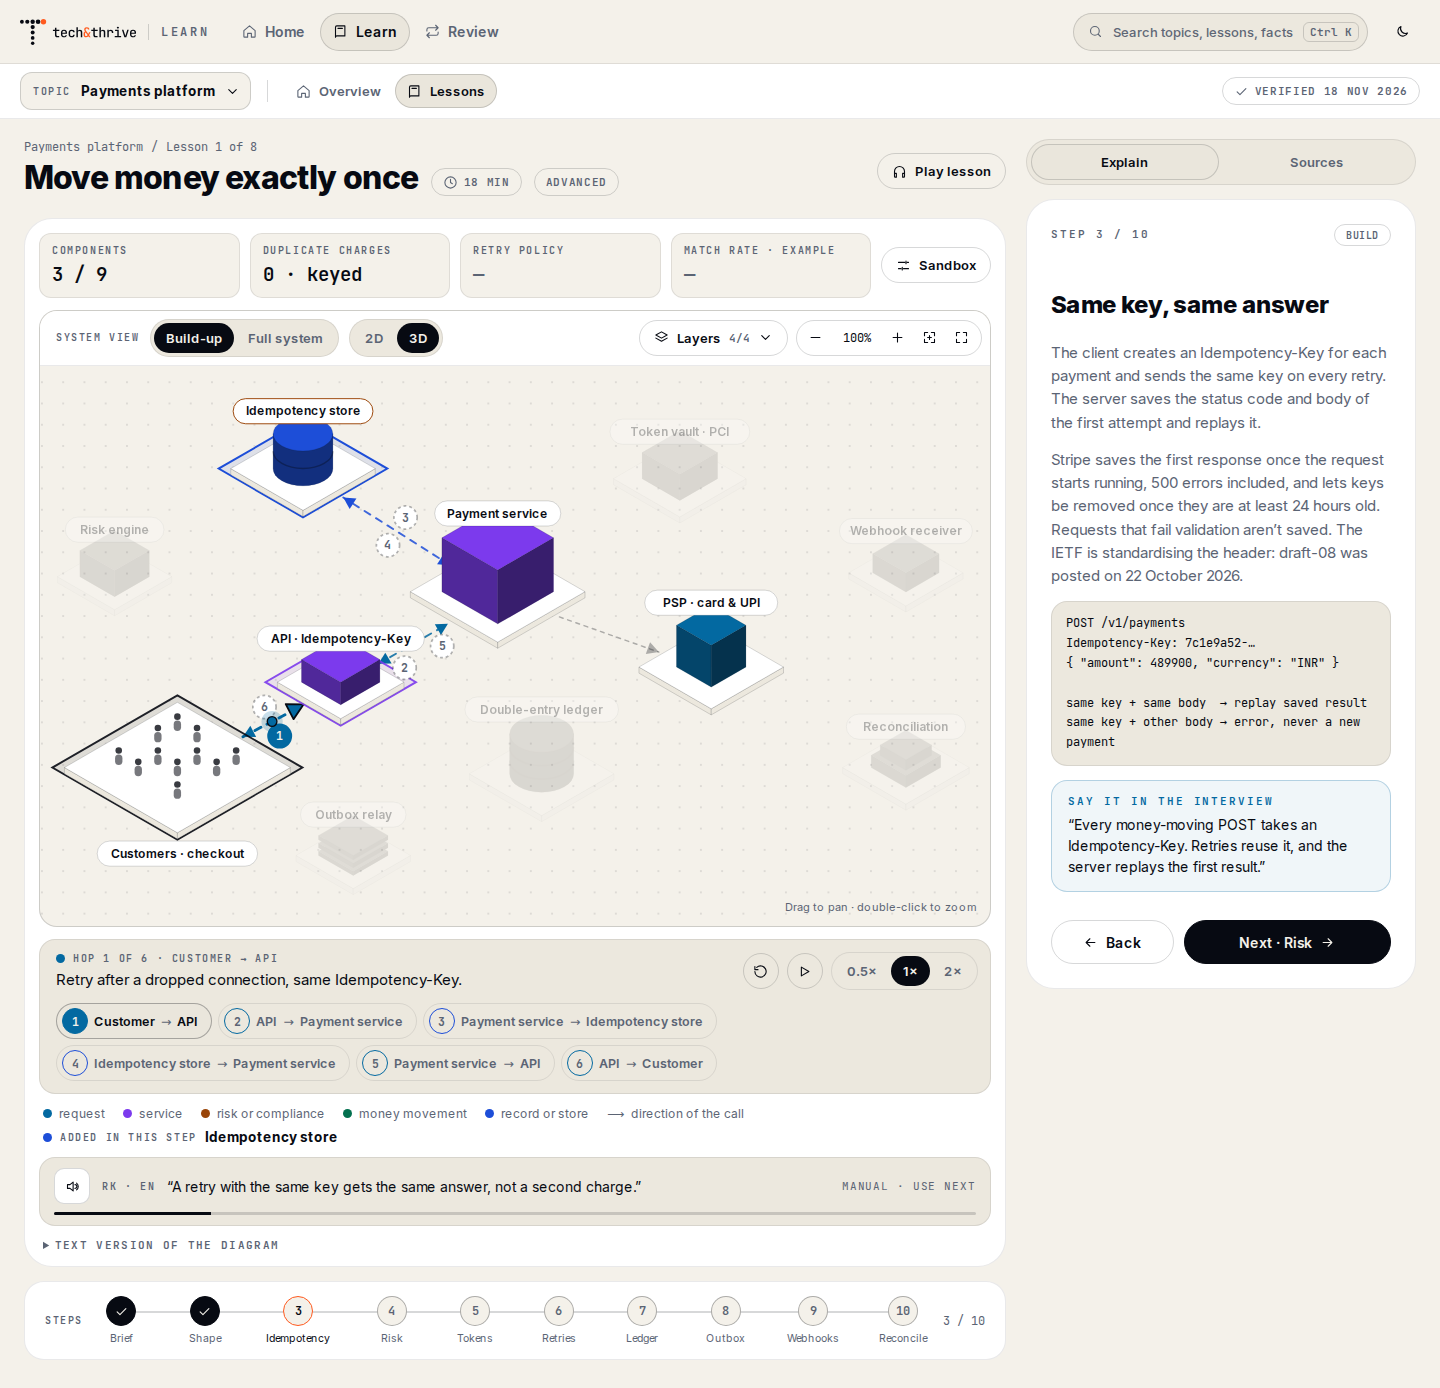 tech&thrive
LEARN
Home
Learn
Review
Search topics, lessons, facts
Ctrl K
TOPIC Payments platform
Overview
Lessons
VERIFIED 18 NOV 2026
Payments platform / Lesson 1 of 8
Move money exactly once
18 MIN
ADVANCED
Play lesson
COMPONENTS
3 / 9
DUPLICATE CHARGES
0 · keyed
RETRY POLICY
—
MATCH RATE · EXAMPLE
—
Sandbox
SYSTEM VIEW
Build-up
Full system
2D
3D
Layers 4/4
100%
Idempotency store
Token vault · PCI
3
Payment service
4
Risk engine
Webhook receiver
PSP · card & UPI
API · Idempotency-Key
5
2
6
1
Double-entry ledger
Reconciliation
Outbox relay
Customers · checkout
Drag to pan · double-click to zoom
HOP 1 OF 6 · CUSTOMER → API
Retry after a dropped connection, same Idempotency-Key.
0.5×
1×
2×
1 Customer → API
2 API → Payment service
3 Payment service → Idempotency store
4 Idempotency store → Payment service
5 Payment service → API
6 API → Customer
request
service
risk or compliance
money movement
record or store
⟶ direction of the call
ADDED IN THIS STEP Idempotency store
RK · EN
“A retry with the same key gets the same answer, not a second charge.”
MANUAL · USE NEXT
TEXT VERSION OF THE DIAGRAM
STEPS
Brief
Shape
3
Idempotency
4
Risk
5
Tokens
6
Retries
7
Ledger
8
Outbox
9
Webhooks
10
Reconcile
3 / 10
Explain
Sources
STEP 3 / 10
BUILD
Same key, same answer
The client creates an Idempotency-Key for each
payment and sends the same key on every retry.
The server saves the status code and body of
the first attempt and replays it.
Stripe saves the first response once the request
starts running, 500 errors included, and lets keys
be removed once they are at least 24 hours old.
Requests that fail validation aren’t saved. The
IETF is standardising the header: draft-08 was
posted on 22 October 2026.
POST /v1/payments
Idempotency-Key: 7c1e9a52-…
{ "amount": 489900, "currency": "INR" }
same key + same body → replay saved result
same key + other body → error, never a new
payment
SAY IT IN THE INTERVIEW
“Every money-moving POST takes an
Idempotency-Key. Retries reuse it, and the
server replays the first result.”
← Back
Next · Risk →